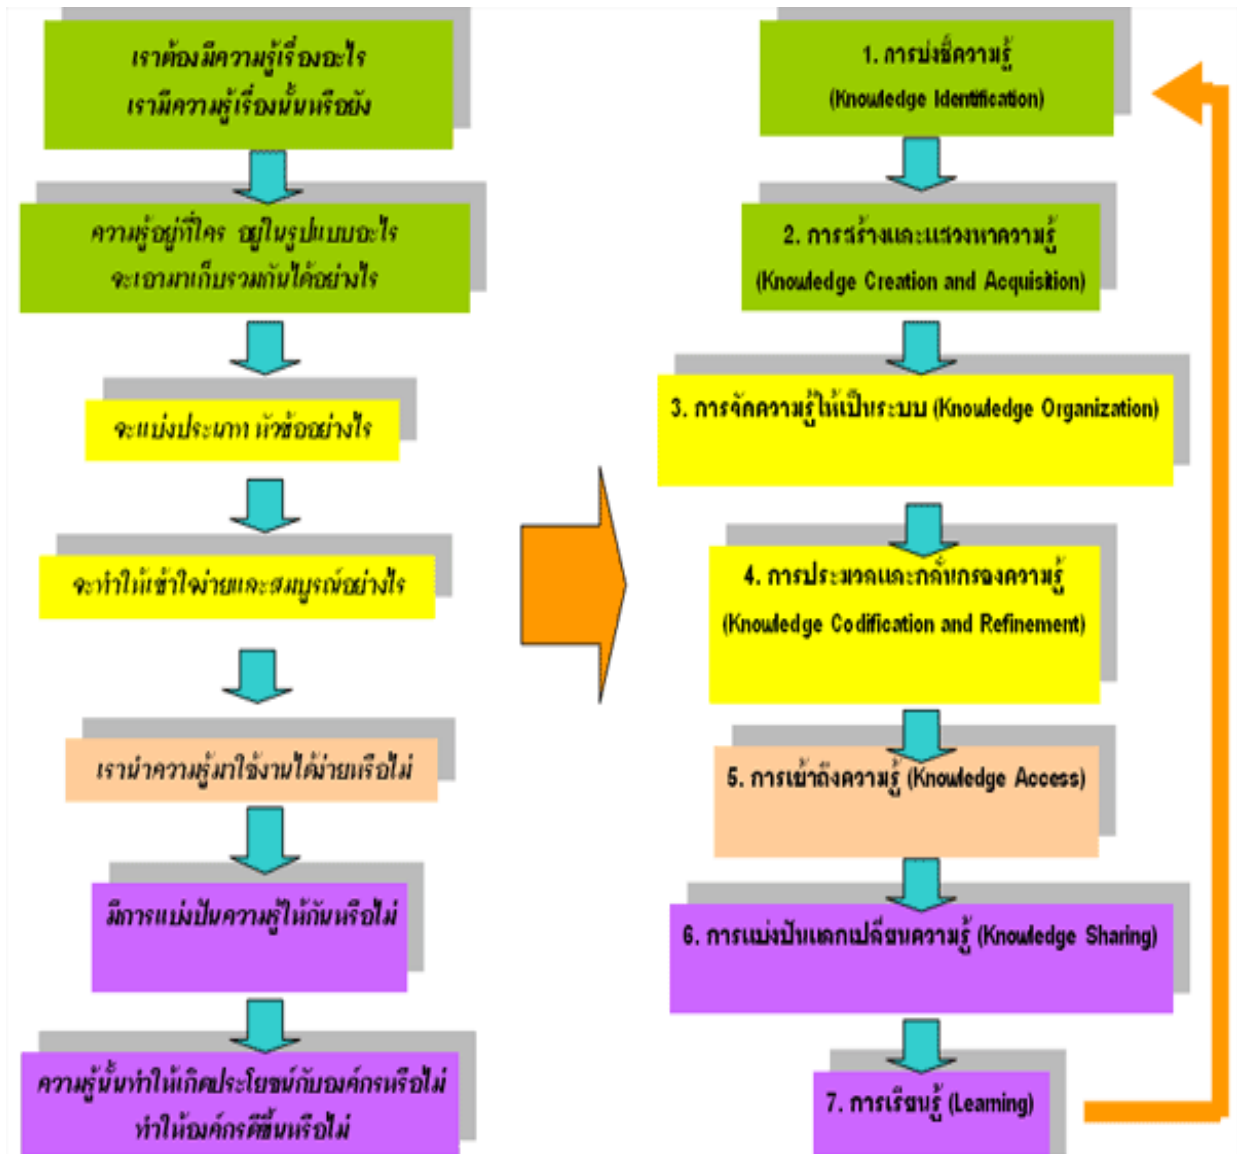 เราต้องมีความรู้เรื่องอะไร
เรามีความรู้เรื่องนั้นหรือยัง
ความรู้อยู่ที่ใคร อยู่ในรูปแบบอะไร
จะเอามาเก็บรวมกันได้อย่างไร
จะแบ่งประเภท หัวข้ออย่างไร
จะทำให้เข้าใจง่ายและสมบูรณ์อย่างไร
เรานำความรู้มาใช้งานได้ง่ายหรือไม่
มีการแบ่งปันความรู้ให้กันหรือไม่
ความรู้นั้นทำให้เกิดประโยชน์กับองค์กรหรือไม่
ทำให้องค์กรดีขึ้นหรือไม่
1. การบ่งชี้ความรู้
(Knowledge Identification)
2. การสร้างและแสวงหาความรู้
(Knowledge Creation and Acquisition)
3. การจัดความรู้ให้เป็นระบบ (Knowledge Organization)
4. การประมวลและกลั่นกรองความรู้
(Knowledge Codification and Refinement)
5. การเข้าถึงความรู้ (Knowledge Access)
6. การแบ่งปันแลกเปลี่ยนความรู้ (Knowledge Sharing)
7. การเรียนรู้ (Learning)